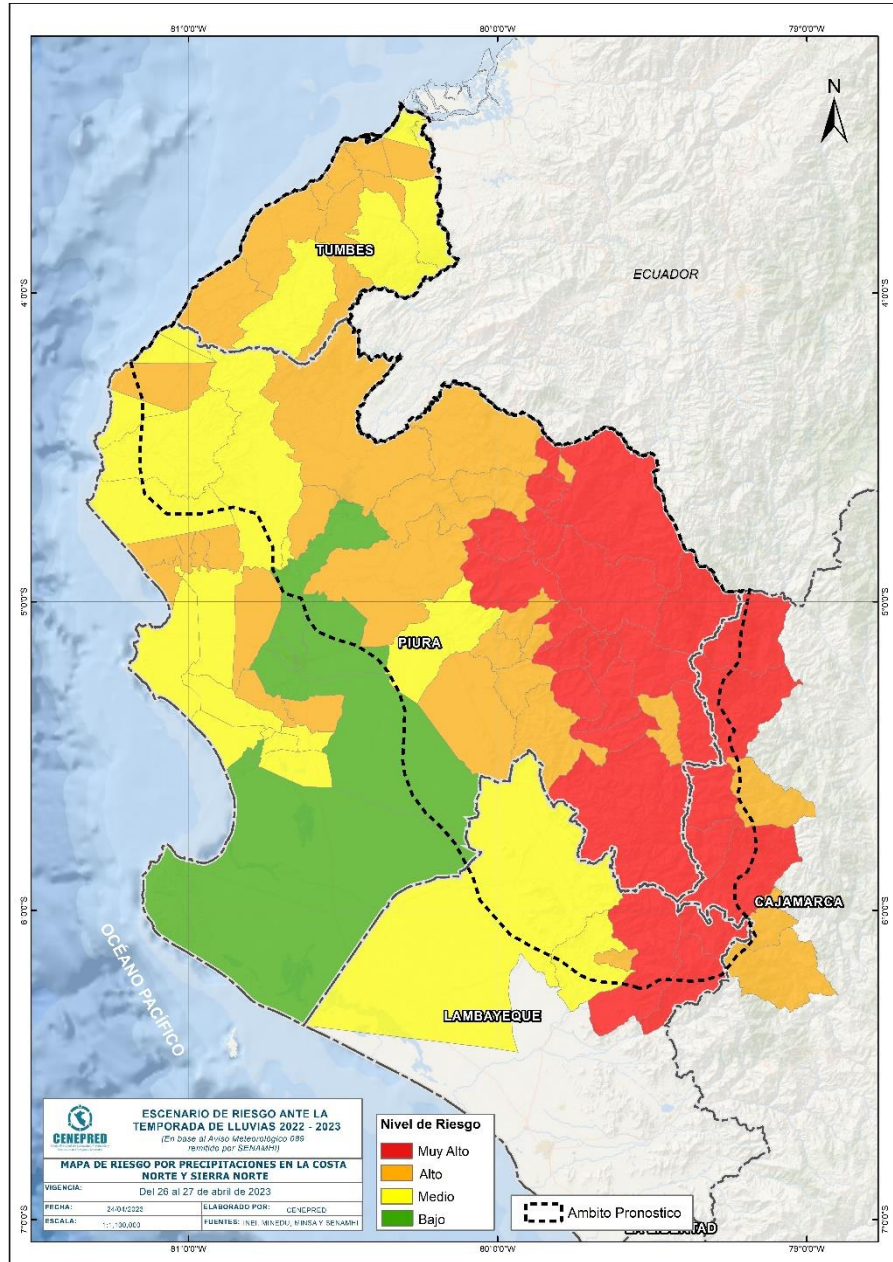 81°0'0"W
80°0'0"W
79°0'0"W
N
TUMBES
ECUADOR
4°0'0"S
4°0'0"S
5°0'0"S
5°0'0"S
PIURA
6°0'0"S
6°0'0"S
CAJAMARCA
OCÉANO PACÍFICO
LAMBAYEQUE
CENEPRED
ESCENARIO DE RIESGO ANTE LA
TEMPORADA DE LLUVIAS 2022 - 2023
(En base al Aviso Meteorológico 089
remitido por SENAMHI)
MAPA DE RIESGO POR PRECIPITACIONES EN LA COSTA
NORTE Y SIERRA NORTE
VIGENCIA: Del 26 al 27 de abril de 2023
FECHA: 24/04/2023 ELABORADO POR: CENEPRED
ESCALA: 1:1,100,000 FUENTES: INEI, MINEDU, MINSA Y SENAMHI
Nivel de Riesgo
Muy Alto
Alto
Medio
Bajo
Ambito Pronostico
7°0'0"S
7°0'0"S
81°0'0"W
80°0'0"W
79°0'0"W